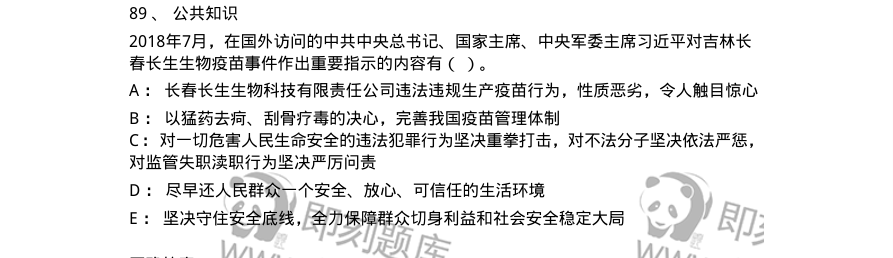 89 、 公共知识
2018年7月，在国外访问的中共中央总书记、国家主席、中央军委主席习近平对吉林长
春长生生物疫苗事件作出重要指示的内容有（ ）。
A ： 长春长生生物科技有限责任公司违法违规生产疫苗行为，性质恶劣，令人触目惊心
B ： 以猛药去疴、刮骨疗毒的决心，完善我国疫苗管理体制
C ：对一切危害人民生命安全的违法犯罪行为坚决重拳打击，对不法分子坚决依法严惩，
对监管失职渎职行为坚决严厉问责
D ： 尽早还人民群众一个安全、放心、可信任的生活环境
E ： 坚决守住安全底线，全力保障群众切身利益和社会安全稳定大局
即刻题库
即刻